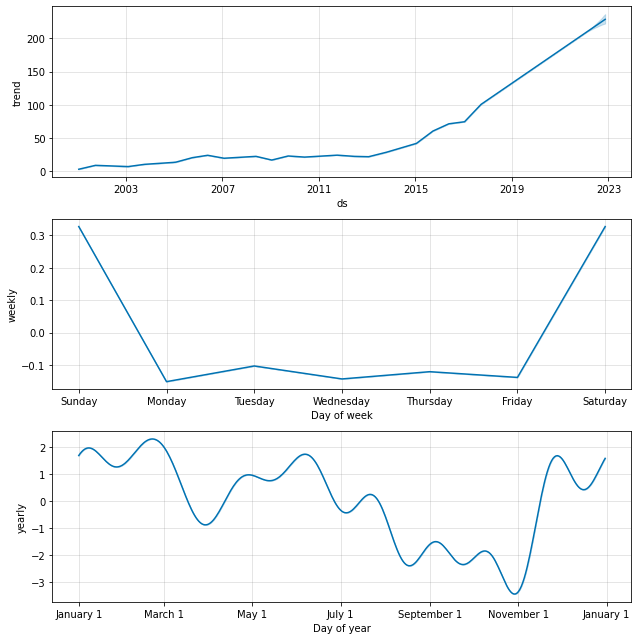 200
150
100
50
0
trend
2003 2007 2011 2015 2019 2023
ds
0.3
0.2
0.1
0.0
−0.1
weekly
Sunday Monday Tuesday Wednesday Thursday Friday Saturday
Day of week
2
1
0
−1
−2
−3
yearly
January 1 March 1 May 1 July 1 September 1 November 1 January 1
Day of year